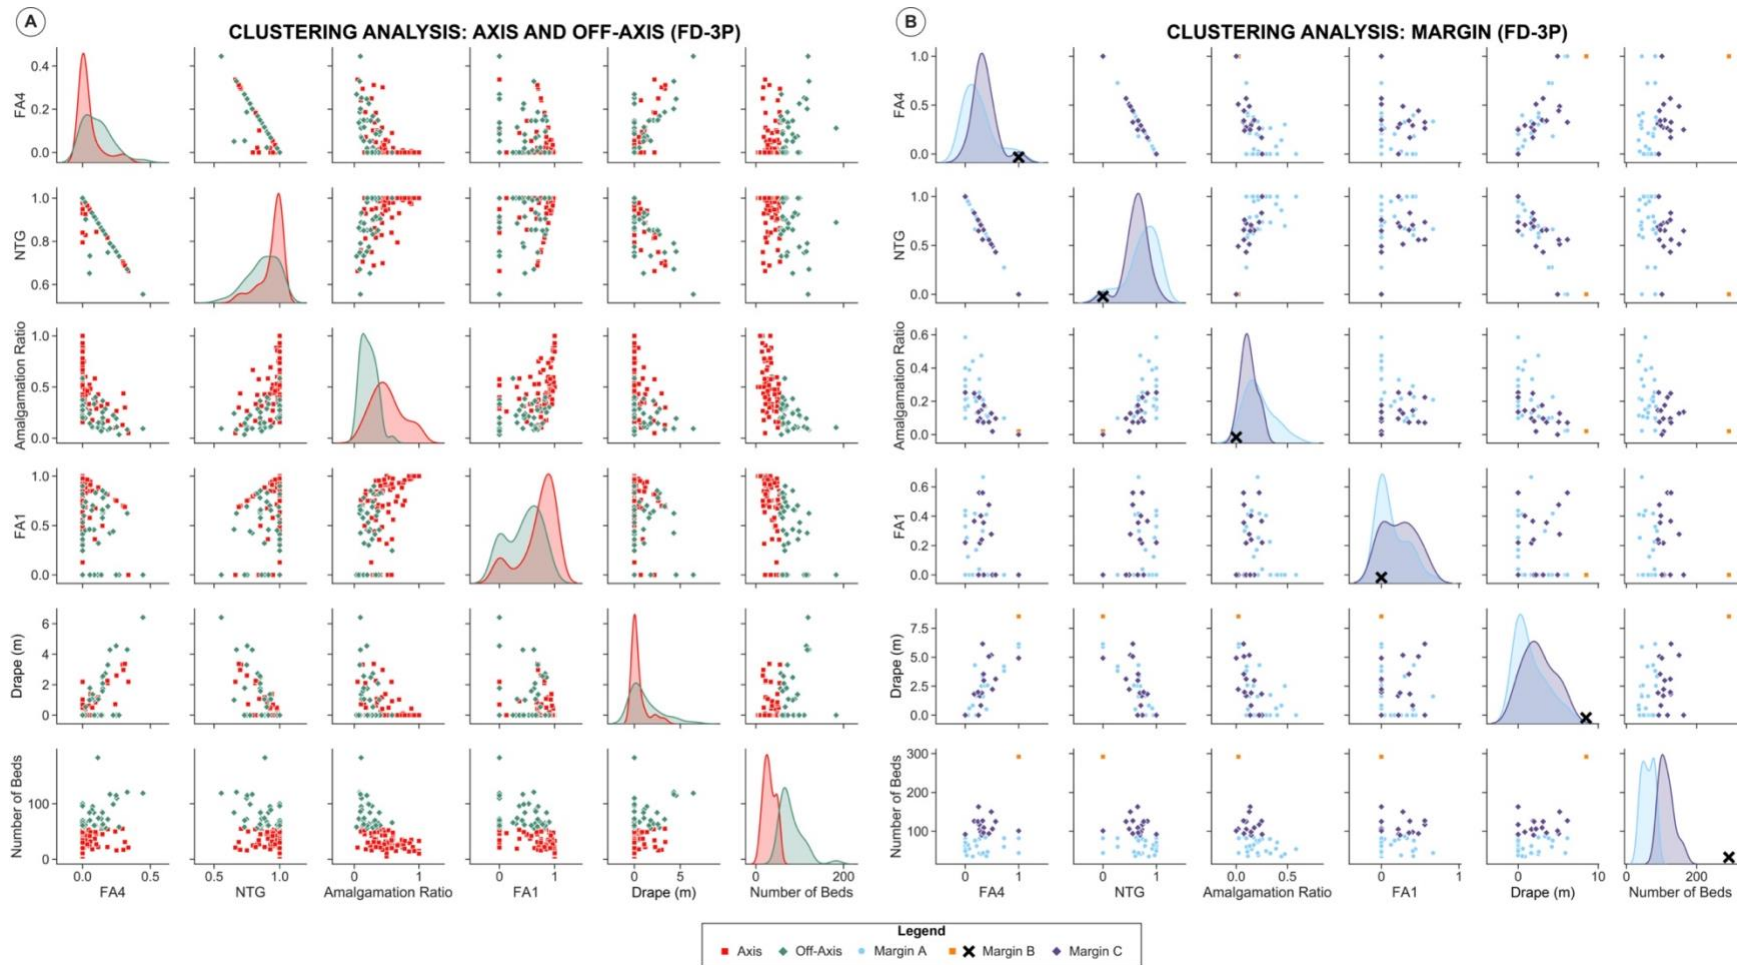 A
CLUSTERING ANALYSIS: AXIS AND OFF-AXIS (FD-3P)
FA4
0.4
0.2
0.0
NTG
1.0
0.8
0.6
Amalgamation Ratio
1.0
0.5
0.0
FA1
1.0
0.5
0.0
Drape (m)
6
4
2
0
Number of Beds
100
0
0.0 0.5
0.5 1.0
0 1
0 1
0 5
0 200
FA4 NTG Amalgamation Ratio FA1 Drape (m) Number of Beds
B
CLUSTERING ANALYSIS: MARGIN (FD-3P)
FA4
1.0
0.5
0.0
NTG
1.0
0.5
0.0
Amalgamation Ratio
0.6
0.4
0.2
0.0
FA1
0.6
0.4
0.2
0.0
Drape (m)
7.5
5.0
2.5
0.0
Number of Beds
300
200
100
0 1
0 1
0.0 0.5
0 1
0 10
0 200
FA4 NTG Amalgamation Ratio FA1 Drape (m) Number of Beds
Legend
Axis Off-Axis Margin A Margin B Margin C